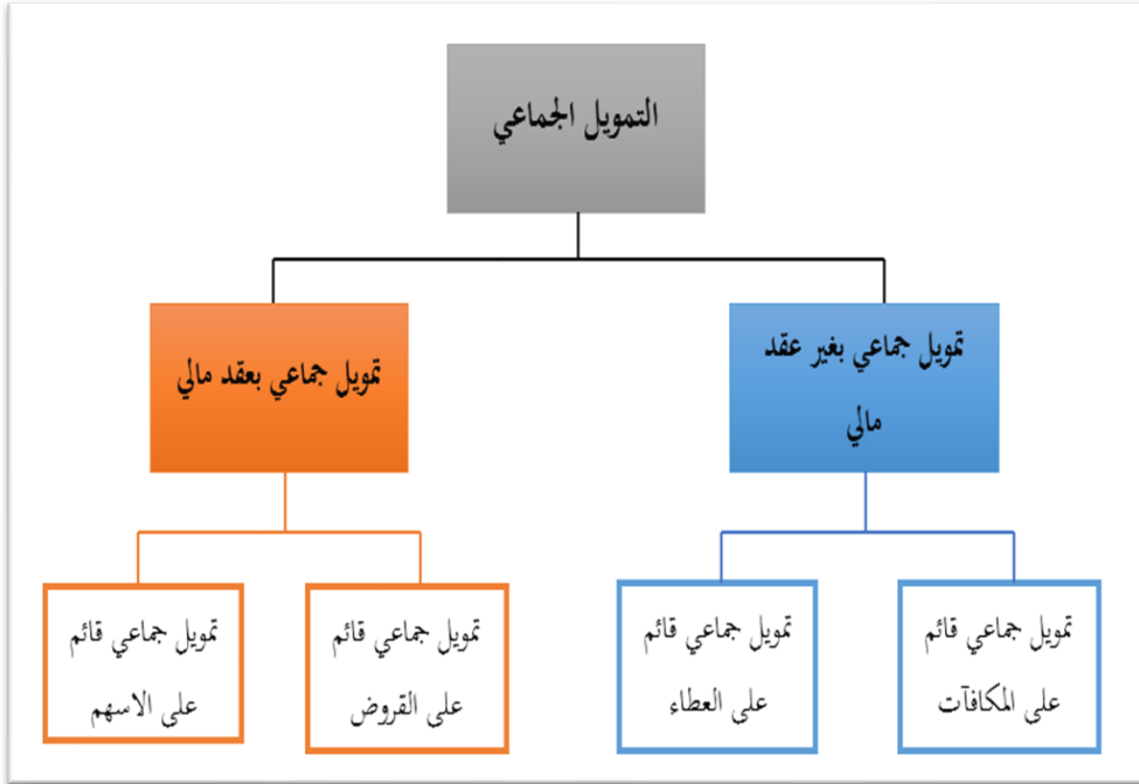 التمويل الجماعي
تمويل جماعي بغير عقد
مالي
تمويل جماعي بعقد مالي
تمويل جماعي قائم
على المكافآت
تمويل جماعي قائم
على العطاء
تمويل جماعي قائم
على القروض
تمويل جماعي قائم
على الاسهم